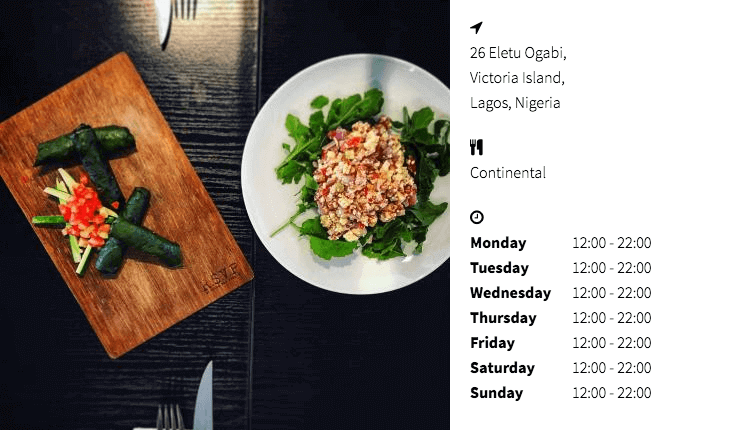 R.S.V.P
26 Eletu Ogabi,
Victoria Island,
Lagos, Nigeria
Continental
Monday 12:00 - 22:00
Tuesday 12:00 - 22:00
Wednesday 12:00 - 22:00
Thursday 12:00 - 22:00
Friday 12:00 - 22:00
Saturday 12:00 - 22:00
Sunday 12:00 - 22:00